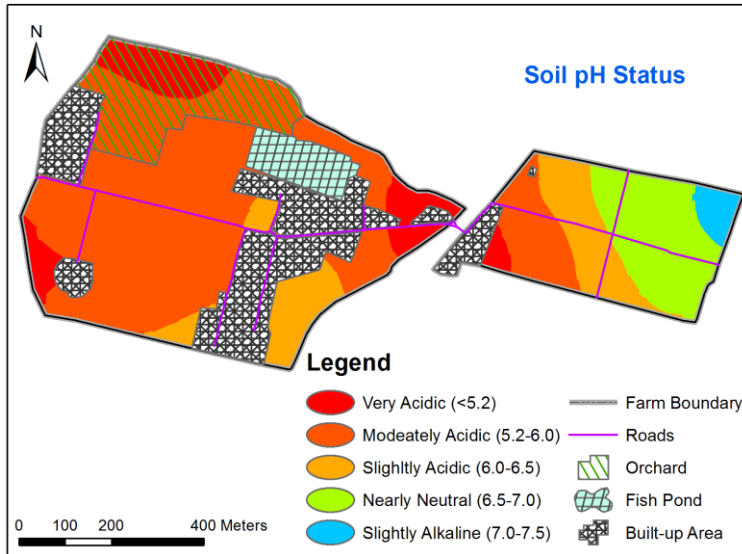 N
Soil pH Status
Legend
Very Acidic (<5.2)
Modeately Acidic (5.2-6.0)
Slighltly Acidic (6.0-6.5)
Nearly Neutral (6.5-7.0)
Slightly Alkaline (7.0-7.5)
Farm Boundary
Roads
Orchard
Fish Pond
Built-up Area
0 100 200 400 Meters